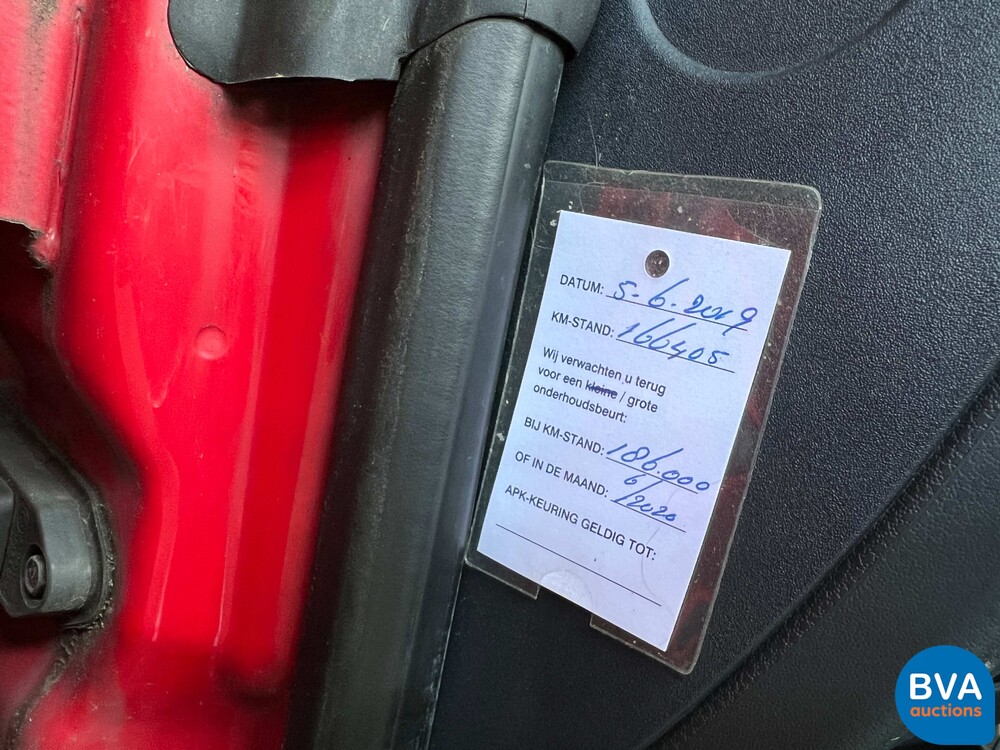 DATUM: 5-6-2019
KM-STAND: 166405
Wij verwachten u terug
voor een kleine / grote
onderhoudsbeurt:
BIJ KM-STAND: 186.000
OF IN DE MAAND: 6/2020
APK-KEURING GELDIG TOT:
BVA
auctions